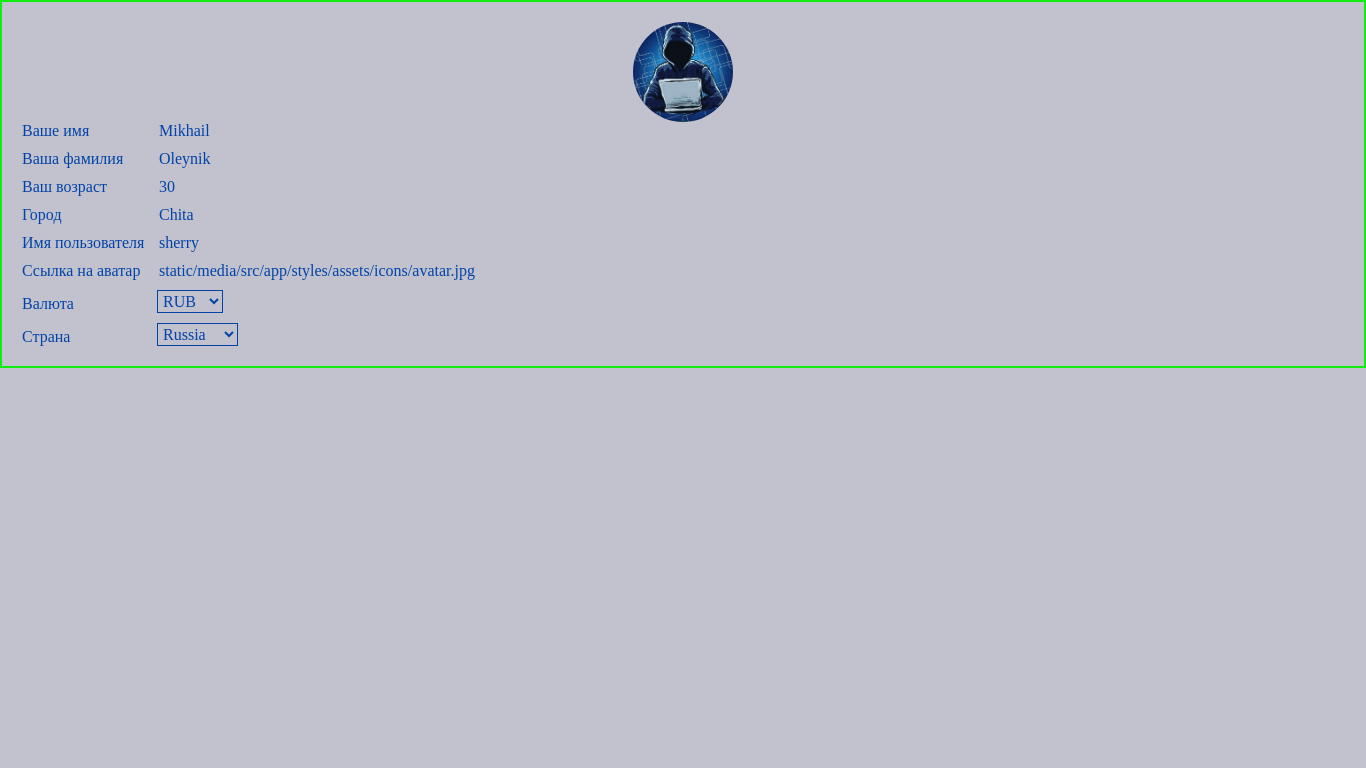 Ваше имя Mikhail
Ваша фамилия Oleynik
Ваш возраст 30
Город Chita
Имя пользователя sherry
Ссылка на аватар static/media/src/app/styles/assets/icons/avatar.jpg
Валюта RUB
Страна Russia